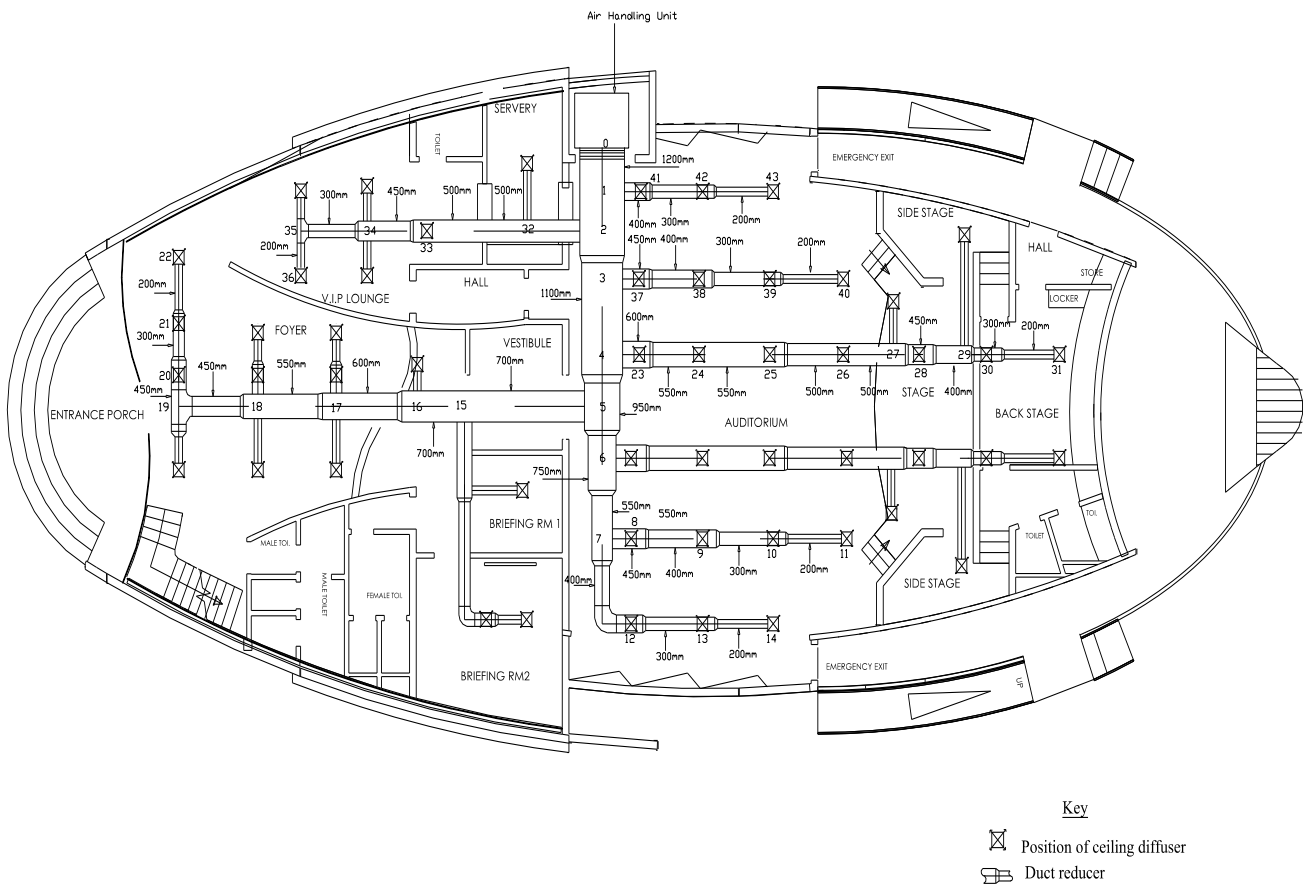 Air Handling Unit
SERVERY
TOILET
0
1200mm
EMERGENCY EXIT
41 42 43
1
300mm 450mm 500mm 500mm
400mm 300mm 200mm
SIDE STAGE
35 34 33 32 2
450mm 400mm 300mm 200mm
HALL
200mm
22
36
HALL
3
STORE
200mm
V.I.P LOUNGE
1100mm
37 38 39 40
LOCKER
21
FOYER
600mm
450mm 300mm 200mm
300mm
VESTIBULE
700mm
4
27 29
600mm
20
450mm 550mm
23 24 25 26 28 30 31
450mm
550mm 550mm 500mm 500mm 400mm
STAGE
19 18 17 16 15 5
950mm
ENTRANCE PORCH
AUDITORIUM
BACK STAGE
700mm
6
750mm
550mm 550mm
TOI.
BRIEFING RM 1
8
TOILET
MALE TOI.
7
9 10 11
450mm 400mm 300mm 200mm
400mm
SIDE STAGE
MALE TOILET
FEMALE TOI.
12 13 14
300mm 200mm
EMERGENCY EXIT
BRIEFING RM2
UP
Key
Position of ceiling diffuser
Duct reducer